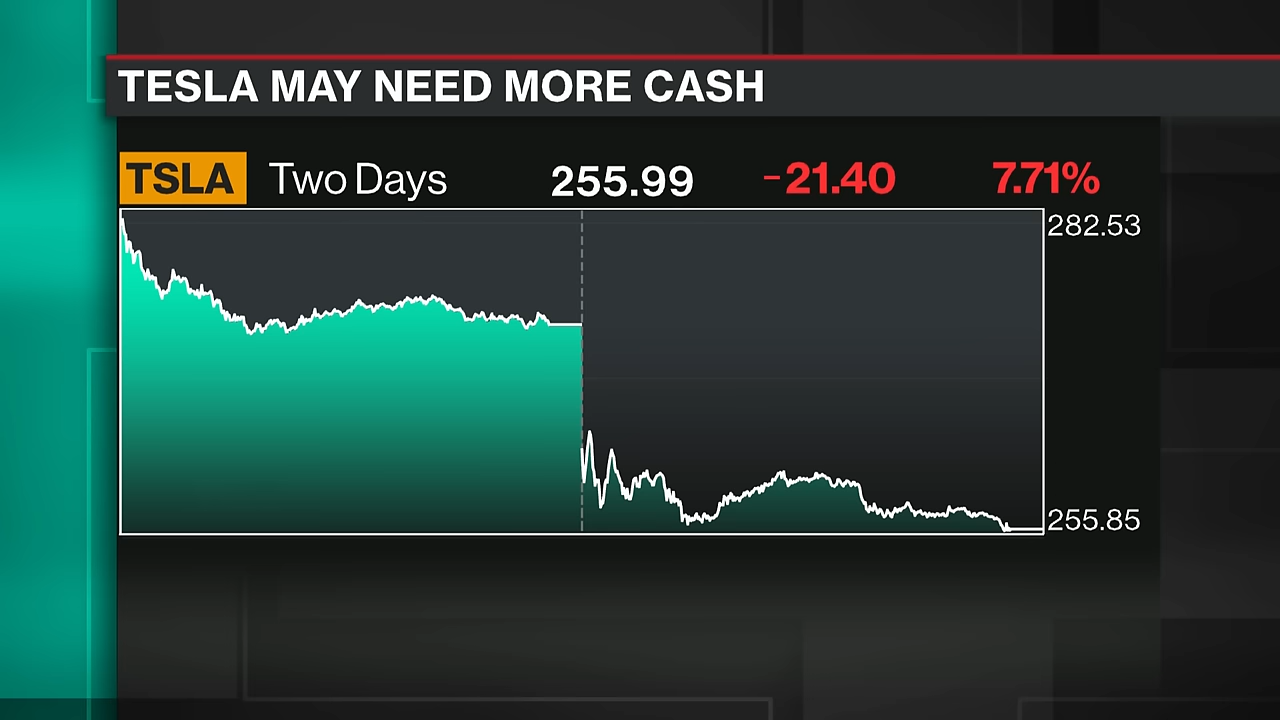 TESLA MAY NEED MORE CASH
TSLA Two Days 255.99 -21.40 7.71%
282.53
255.85